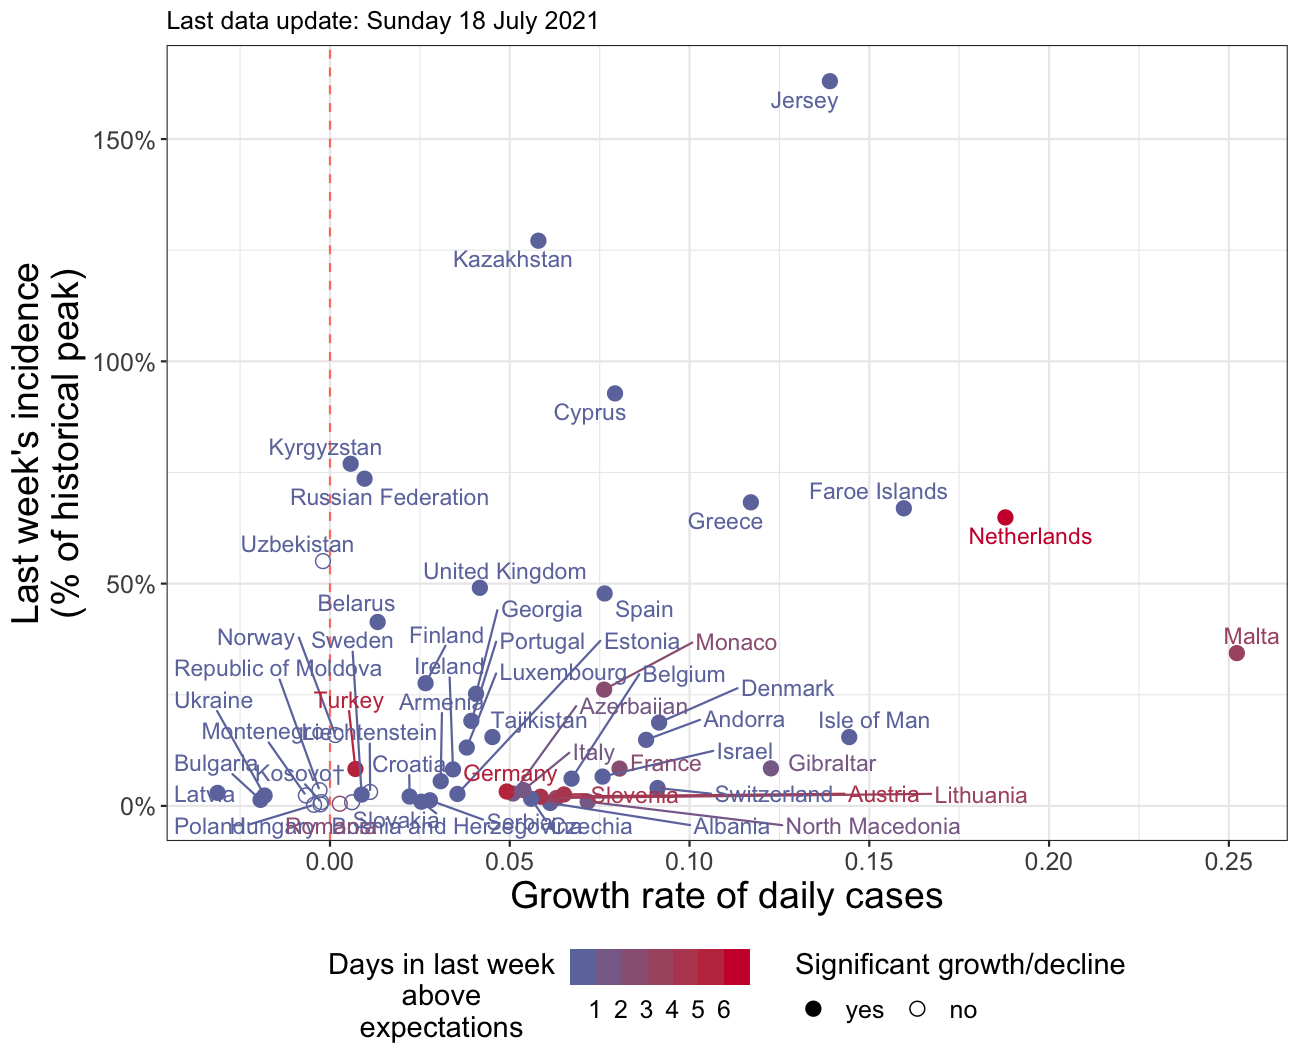 Last data update: Sunday 18 July 2021
Last week's incidence
(% of historical peak)
150%
100%
50%
0%
Jersey
Kazakhstan
Cyprus
Kyrgyzstan
Russian Federation
Faroe Islands
Greece
Netherlands
Uzbekistan
United Kingdom
Belarus
Georgia
Spain
Norway
Sweden
Finland
Portugal
Estonia
Monaco
Malta
Republic of Moldova
Ireland
Luxembourg
Belgium
Denmark
Ukraine
Turkey
Armenia
Azerbaijan
Montenegro
Liechtenstein
Tajikistan
Andorra
Isle of Man
Bulgaria
Kosovo†
Croatia
Germany
Italy
France
Israel
Gibraltar
Latvia
Slovenia
Switzerland
Austria
Lithuania
Poland
Hungary
Romania
Bosnia and Herzegovina
Slovakia
Serbia
Czechia
Albania
North Macedonia
0.00
0.05
0.10
0.15
0.20
0.25
Growth rate of daily cases
Days in last week
above
expectations
1 2 3 4 5 6
Significant growth/decline
yes
no